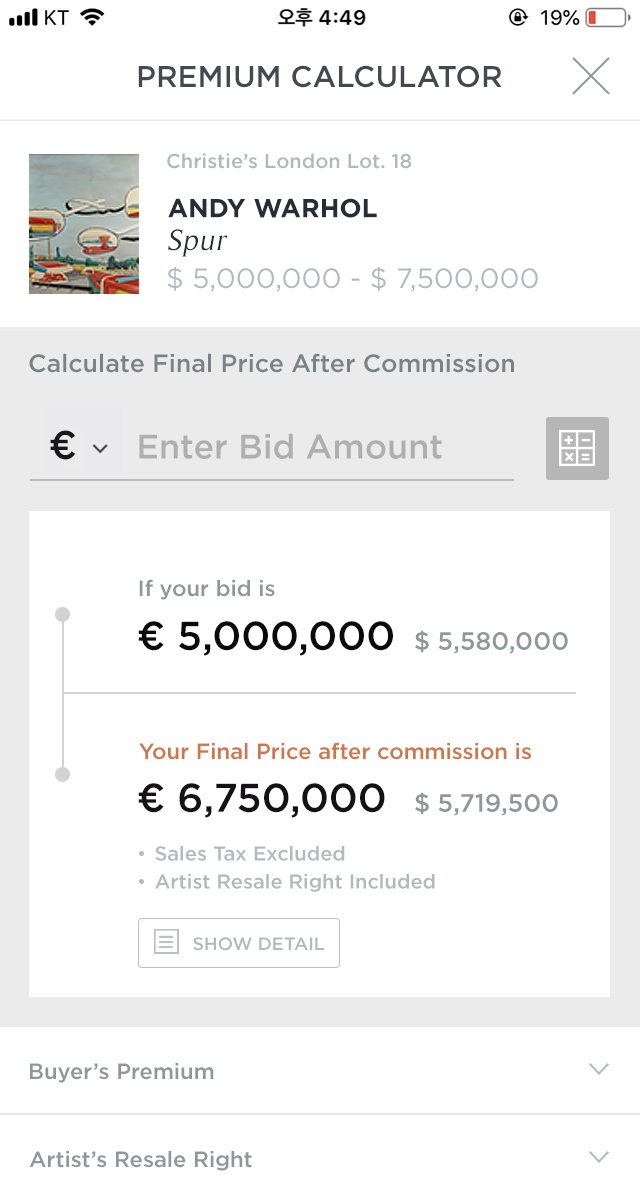 KT 오후 4:49 19%
PREMIUM CALCULATOR
Christie’s London Lot. 18
ANDY WARHOL
Spur
$ 5,000,000 - $ 7,500,000
Calculate Final Price After Commission
€ Enter Bid Amount
If your bid is
€ 5,000,000 $ 5,580,000
Your Final Price after commission is
€ 6,750,000 $ 5,719,500
• Sales Tax Excluded
• Artist Resale Right Included
SHOW DETAIL
Buyer’s Premium
Artist’s Resale Right